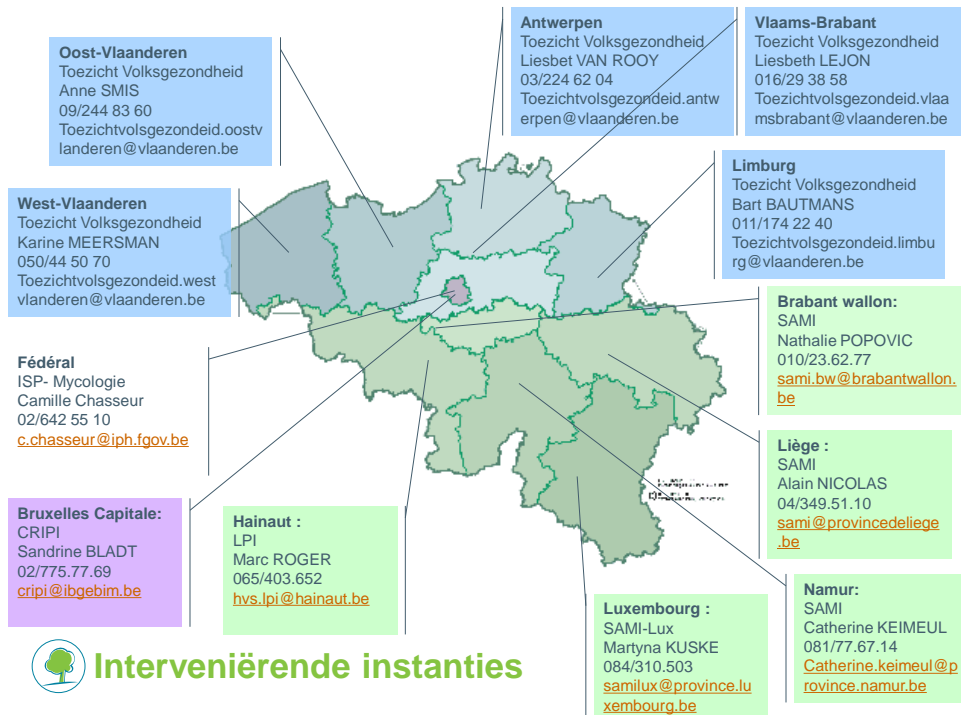 Oost-Vlaanderen
Toezicht Volksgezondheid
Anne SMIS
09/244 83 60
Toezichtvolsgezondeid.oostv
landeren@vlaanderen.be
Antwerpen
Toezicht Volksgezondheid
Liesbet VAN ROOY
03/224 62 04
Toezichtvolsgezondeid.antw
erpen@vlaanderen.be
Vlaams-Brabant
Toezicht Volksgezondheid
Liesbeth LEJON
016/29 38 58
Toezichtvolsgezondeid.vlaa
msbrabant@vlaanderen.be
West-Vlaanderen
Toezicht Volksgezondheid
Karine MEERSMAN
050/44 50 70
Toezichtvolsgezondeid.west
vlanderen@vlaanderen.be
Limburg
Toezicht Volksgezondheid
Bart BAUTMANS
011/174 22 40
Toezichtvolsgezondeid.limbu
rg@vlaanderen.be
Fédéral
ISP- Mycologie
Camille Chasseur
02/642 55 10
c.chasseur@iph.fgov.be
Brabant wallon:
SAMI
Nathalie POPOVIC
010/23.62.77
sami.bw@brabantwallon.
be
Liège :
SAMI
Alain NICOLAS
04/349.51.10
sami@provincedeliege
.be
Bruxelles Capitale:
CRIPI
Sandrine BLADT
02/775.77.69
cripi@ibgebim.be
Hainaut :
LPI
Marc ROGER
065/403.652
hvs.lpi@hainaut.be
Luxembourg :
SAMI-Lux
Martyna KUSKE
084/310.503
samilux@province.lu
xembourg.be
Namur:
SAMI
Catherine KEIMEUL
081/77.67.14
Catherine.keimeul@p
rovince.namur.be
Interveniërende instanties